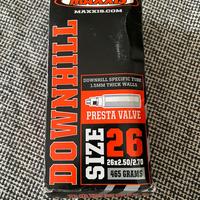 MAXXIS
MAXXIS.COM
DOWNHILL
DOWNHILL SPECIFIC TUBE
1.5MM THICK WALLS
PRESTA VALVE
SIZE 26
26x2.50/2.70
465 GRAMS